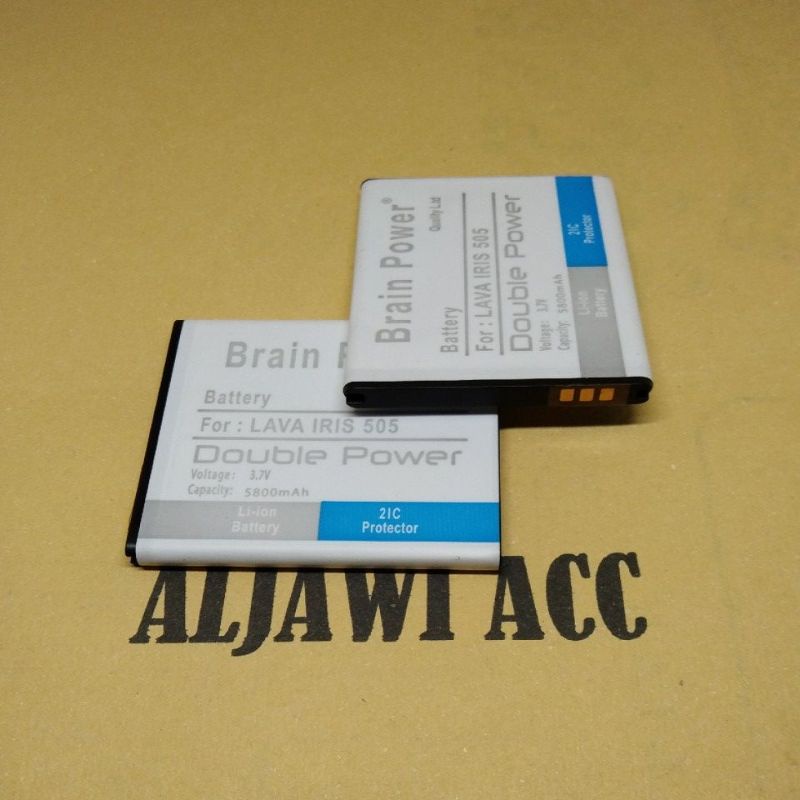 Brain Power®
Quality Ltd
Battery
For : LAVA IRIS 505
Double Power
Voltage: 3.7V
Capacity: 5800mAh
Li-ion
Battery
2IC
Protector
Brain P
Battery
For : LAVA IRIS 505
Double Power
Voltage: 3.7V
Capacity: 5800mAh
Li-ion
Battery
2IC
Protector
ALJAWI ACC